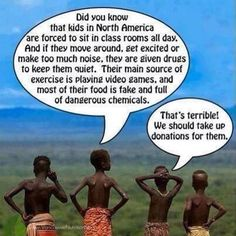 Did you know
that kids in North America
are forced to sit in class rooms all day.
And if they move around, get excited or
make too much noise, they are given drugs
to keep them quiet.  Their main source of
exercise is playing video games, and
most of their food is fake and full
of dangerous chemicals.
That's terrible!
We should take up
donations for them.